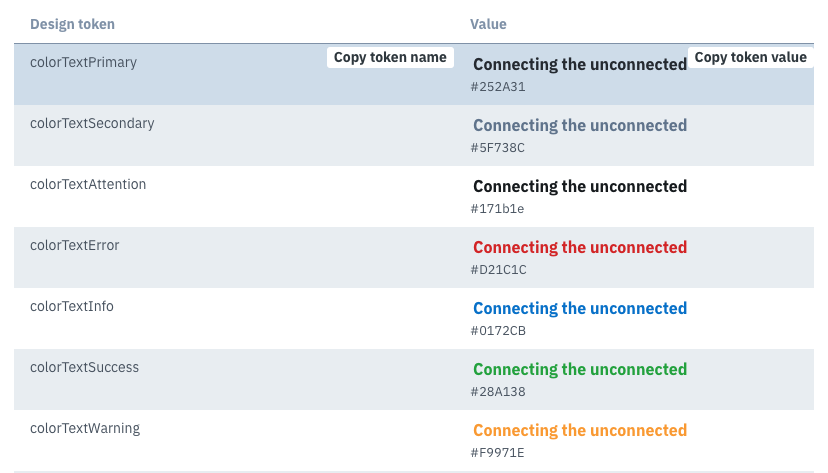 Design token Value
colorTextPrimary Copy token name Connecting the unconnected Copy token value
#252A31
colorTextSecondary Connecting the unconnected
#5F738C
colorTextAttention Connecting the unconnected
#171b1e
colorTextError Connecting the unconnected
#D21C1C
colorTextInfo Connecting the unconnected
#0172CB
colorTextSuccess Connecting the unconnected
#28A138
colorTextWarning Connecting the unconnected
#F9971E